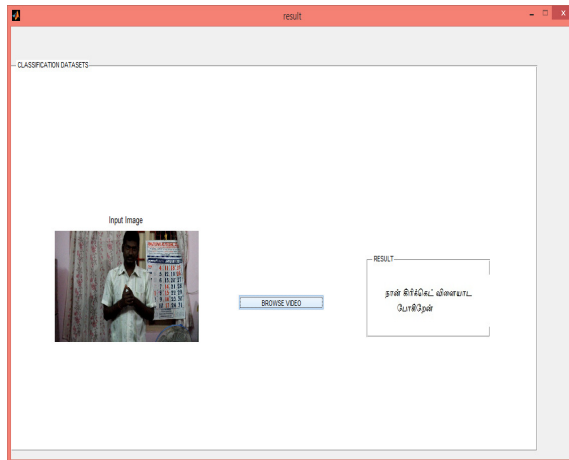 result
CLASSIFICATION DATASETS
Input Image
BROWSE VIDEO
RESULT
நான் கிரிக்கெட் விளையாட
போகிறேன்